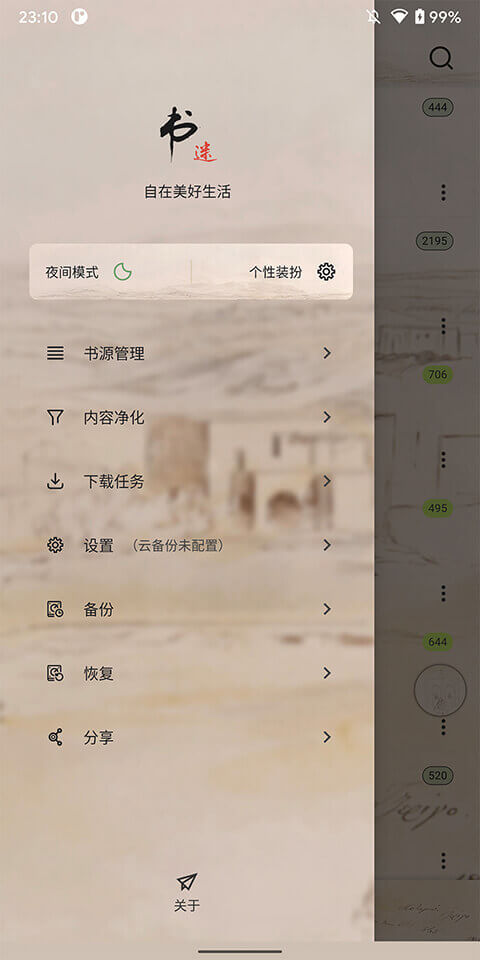 23:10
99%
书迷
自在美好生活
夜间模式 个性装扮
书源管理
内容净化
下载任务
设置 （云备份未配置）
备份
恢复
分享
关于
444
2195
706
495
644
520